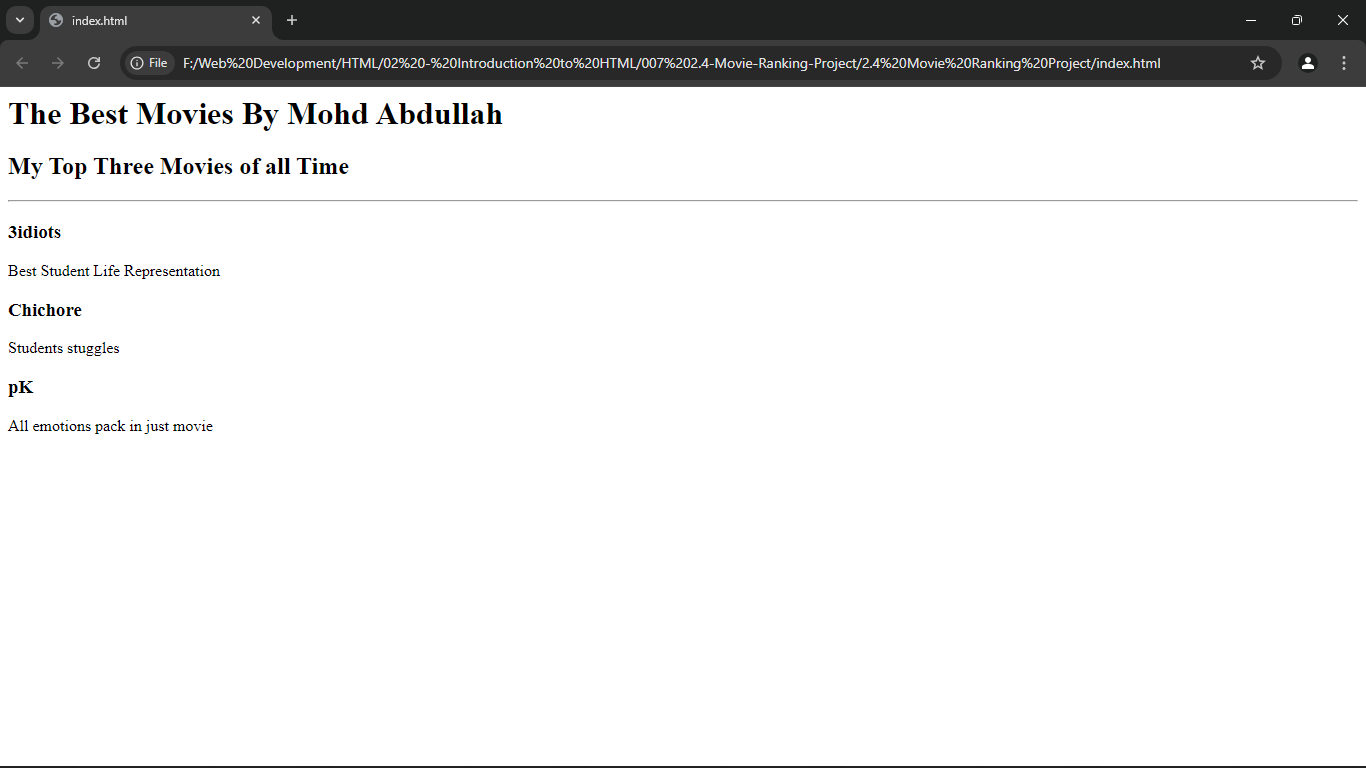 index.html
File
F:/Web%20Development/HTML/02%20-%20Introduction%20to%20HTML/007%202.4-Movie-Ranking-Project/2.4%20Movie%20Ranking%20Project/index.html
The Best Movies By Mohd Abdullah
My Top Three Movies of all Time
3idiots
Best Student Life Representation
Chichore
Students stuggles
pK
All emotions pack in just movie